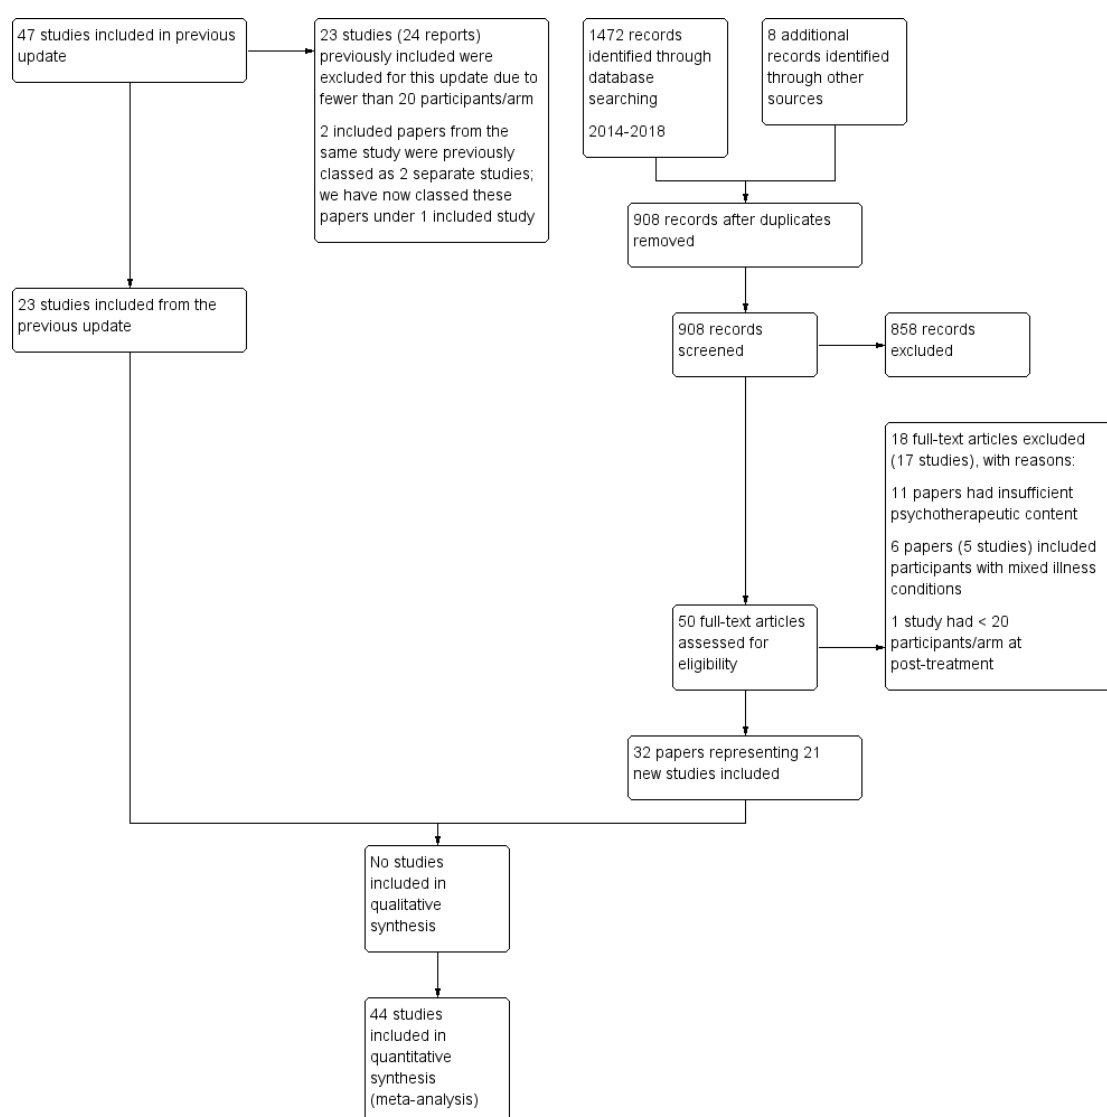 47 studies included in previous
update
23 studies (24 reports)
previously included were
excluded for this update due to
fewer than 20 participants/arm
2 included papers from the
same study were previously
classed as 2 separate studies;
we have now classed these
papers under 1 included study
1472 records
identified through
database
searching
2014-2018
8 additional
records identified
through other
sources
908 records after duplicates
removed
23 studies included from the
previous update
908 records
screened
858 records
excluded
18 full-text articles excluded
(17 studies), with reasons:
11 papers had insufficient
psychotherapeutic content
6 papers (5 studies) included
participants with mixed illness
conditions
1 study had < 20
participants/arm at
post-treatment
50 full-text articles
assessed for
eligibility
32 papers representing 21
new studies included
No studies
included in
qualitative
synthesis
44 studies
included in
quantitative
synthesis
(meta-analysis)